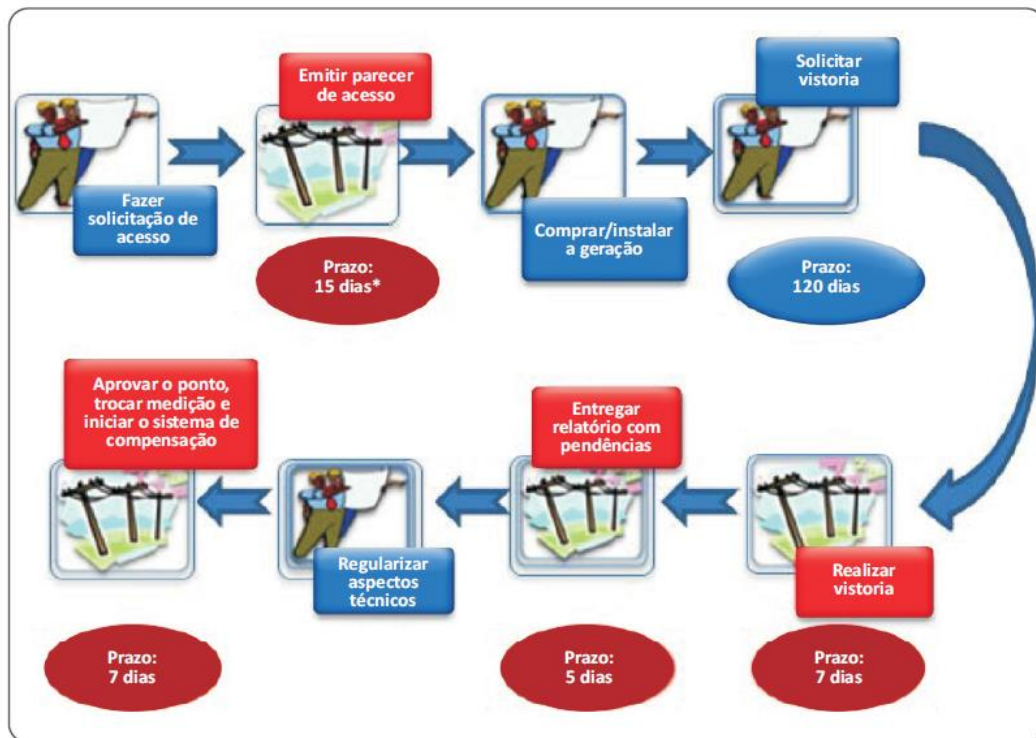 Fazer
solicitação de
acesso
Emitir parecer
de acesso
Prazo:
15 dias*
Comprar/instalar
a geração
Solicitar
vistoria
Prazo:
120 dias
Realizar
vistoria
Prazo:
7 dias
Entregar
relatório com
pendências
Prazo:
5 dias
Regularizar
aspectos
técnicos
Aprovar o ponto,
trocar medição e
iniciar o sistema de
compensação
Prazo:
7 dias